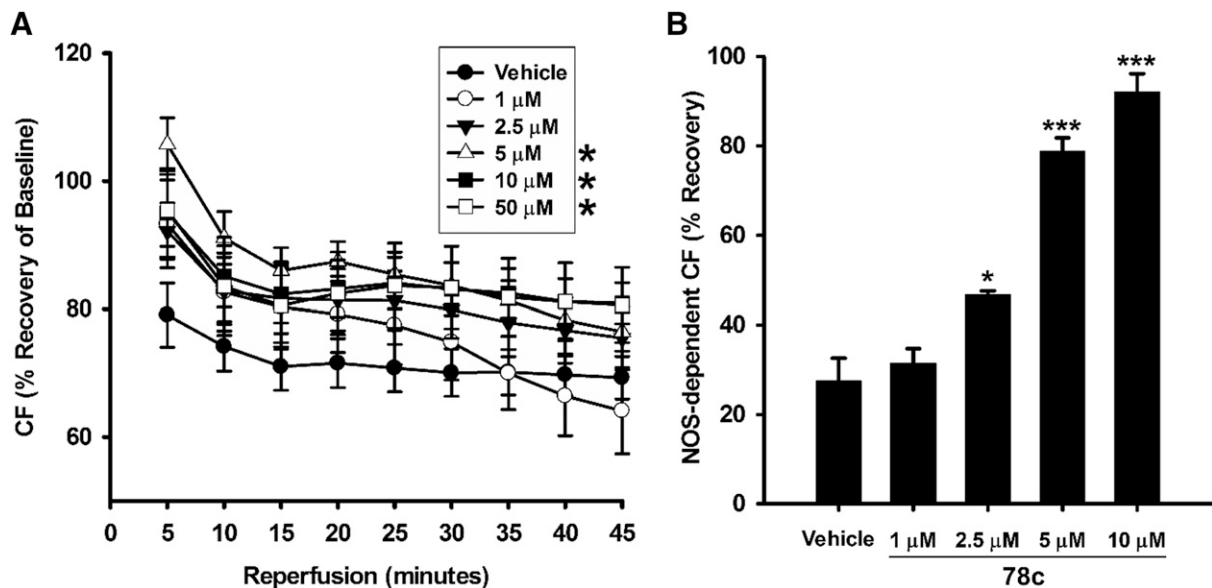 A
CF (% Recovery of Baseline)
120
100
80
60
0 5 10 15 20 25 30 35 40 45
Reperfusion (minutes)
Vehicle
1 μM
2.5 μM
5 μM *
10 μM *
50 μM *
B
NOS-dependent CF (% Recovery)
100
80
60
40
20
0
*
***
***
Vehicle 1 μM 2.5 μM 5 μM 10 μM
78c